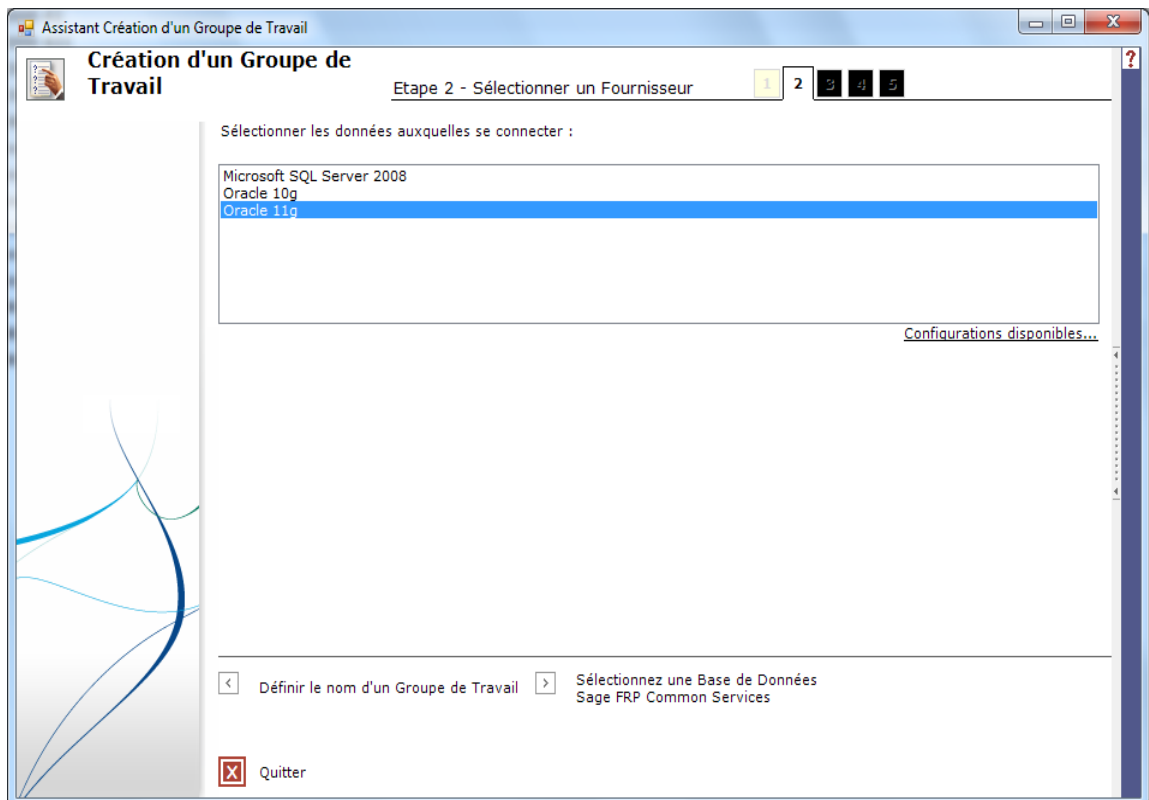 Assistant Création d'un Groupe de Travail
X
Création d'un Groupe de
Travail
Etape 2 - Sélectionner un Fournisseur
1 2 3 4 5
?
Sélectionner les données auxquelles se connecter :
Microsoft SQL Server 2008
Oracle 10g
Oracle 11g
Configurations disponibles...
< Définir le nom d'un Groupe de Travail
> Sélectionnez une Base de Données
Sage FRP Common Services
X Quitter